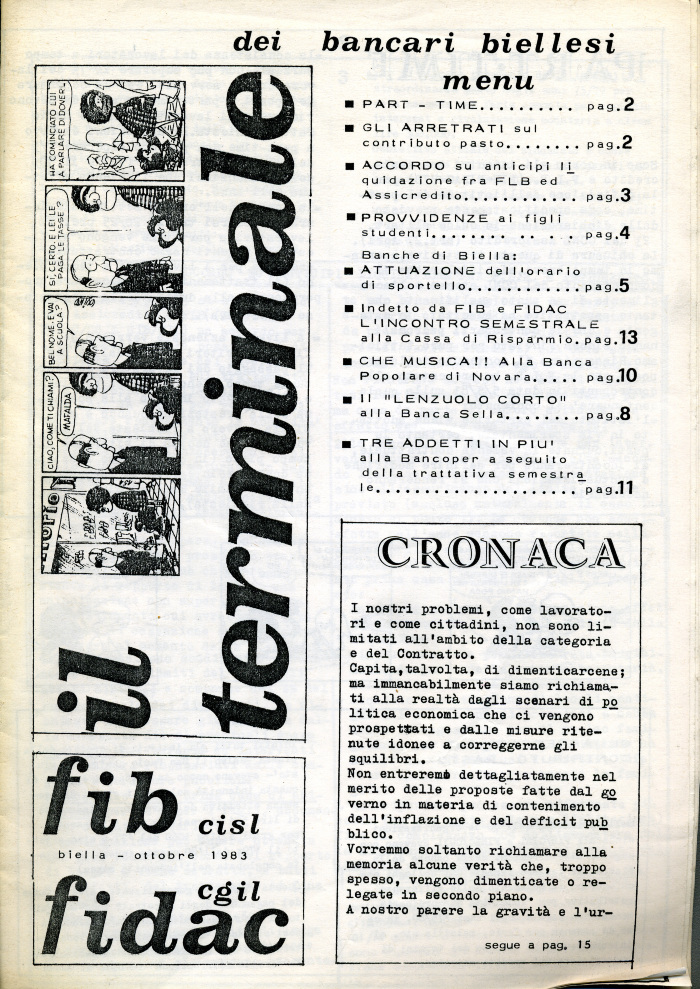 dei bancari biellesi
il terminale
CIAO, COME TI CHIAMI?
MAFALDA
BEL NOME. E VAI
A SCUOLA?
SÍ, CERTO. E LEI LE
PAGA LE TASSE?
HA COMINCIATO LUI
A PARLARE DI DOVERI..
menu
■ PART - TIME.......... pag.2
■ GLI ARRETRATI sul
contributo pasto........ pag.2
■ ACCORDO su anticipi li
quidazione fra FLB ed
Assicredito............ pag.3
■ PROVVIDENZE ai figli
studenti........ .. .. . pag.4
Banche di Biella:
■ ATTUAZIONE dell'orario
di sportello............pag.5
■ Indetto da FIB e FIDAC
L'INCONTRO SEMESTRALE
alla Cassa di Risparmio.pag.13
■ CHE MUSICA!! Alla Banca
Popolare di Novara..... pag.10
■ Il "LENZUOLO CORTO"
alla Banca Sella........ pag.8
■ TRE ADDETTI IN PIU'
alla Bancoper a seguito
della trattativa semestra
le......................pag.11
fib cisl
biella - ottobre 1983
cgil
fidac
CRONACA
I nostri problemi, come lavorato-
ri e come cittadini, non sono li-
mitati all'ambito della categoria
e del Contratto.
Capita,talvolta, di dimenticarcene;
ma immancabilmente siamo richiama-
ti alla realtà dagli scenari di po
litica economica che ci vengono
prospettati e dalle misure rite-
nute idonee a correggerne gli
squilibri.
Non entreremo dettagliatamente nel
merito delle proposte fatte dal go
verno in materia di contenimento
dell'inflazione e del deficit pub
blico.
Vorremmo soltanto richiamare alla
memoria alcune verità che, troppo
spesso, vengono dimenticate o re-
legate in secondo piano.
A nostro parere la gravità e l'ur-
segue a pag. 15